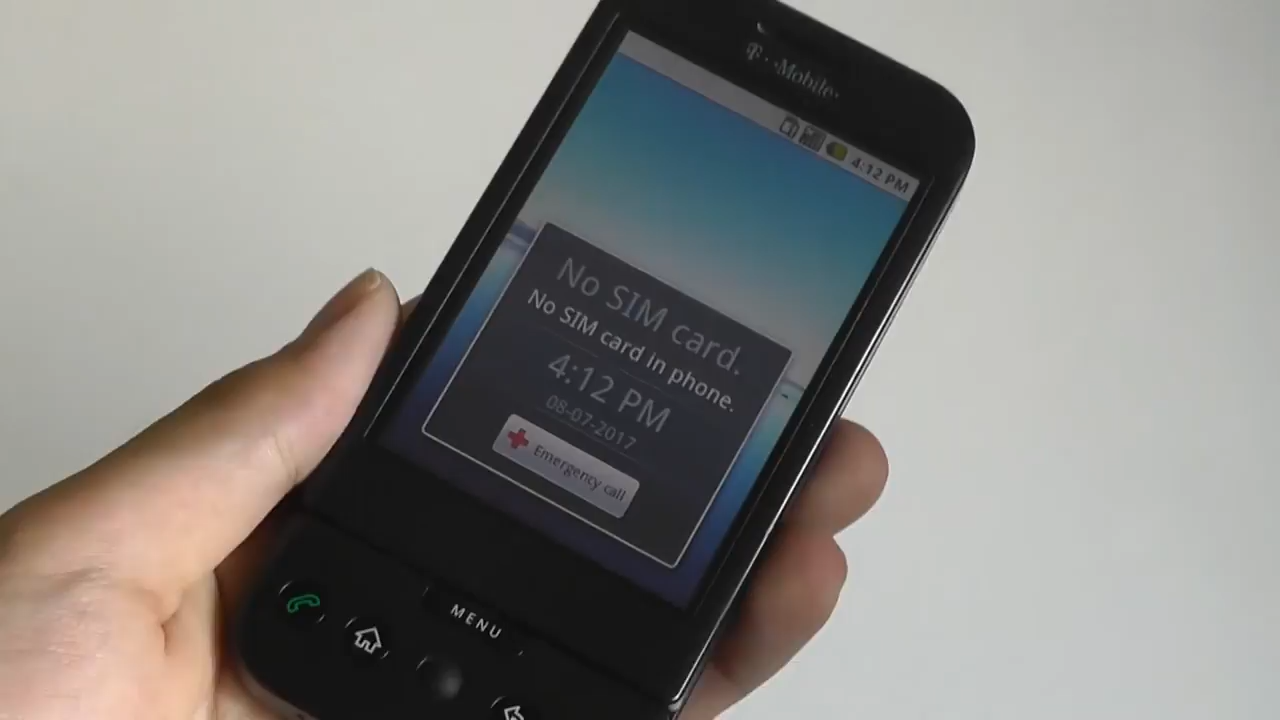 T··Mobile·
4:12 PM
No SIM card.
No SIM card in phone.
4:12 PM
08-07-2017
Emergency call
MENU